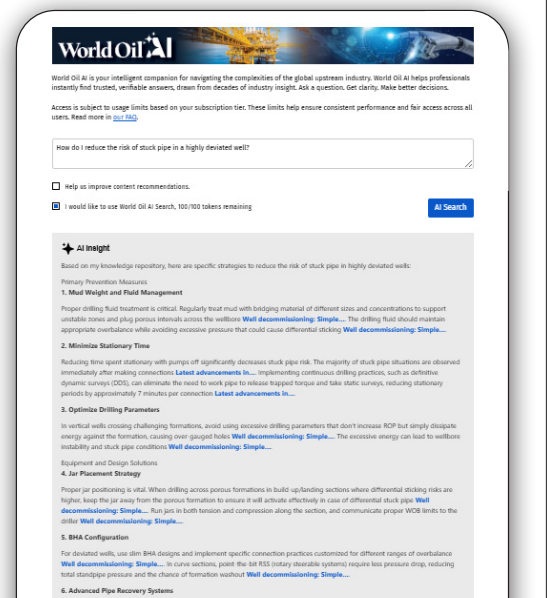 World Oil AI
World Oil AI is your intelligent companion for navigating the complexities of the global upstream industry. World Oil AI helps professionals
instantly find trusted, verifiable answers, drawn from decades of industry insight. Ask a question. Get clarity. Make better decisions.
Access is subject to usage limits based on your subscription tier. These limits help ensure consistent performance and fair access across all
users. Read more in our FAQ.
How do I reduce the risk of stuck pipe in a highly deviated well?
Help us improve content recommendations.
I would like to use World Oil AI Search, 100/100 tokens remaining
AI Search
AI Insight
Based on my knowledge repository, here are specific strategies to reduce the risk of stuck pipe in highly deviated wells:
Primary Prevention Measures
1. Mud Weight and Fluid Management
Proper drilling fluid treatment is critical. Regularly treat mud with bridging material of different sizes and concentrations to support
unstable zones and plug porous intervals across the wellbore Well decommissioning: Simple.... The drilling fluid should maintain
appropriate overbalance while avoiding excessive pressure that could cause differential sticking Well decommissioning: Simple....
2. Minimize Stationary Time
Reducing time spent stationary with pumps off significantly decreases stuck pipe risk. The majority of stuck pipe situations are observed
immediately after making connections Latest advancements in.... Implementing continuous drilling practices, such as definitive
dynamic surveys (DDS), can eliminate the need to work pipe to release trapped torque and take static surveys, reducing stationary
periods by approximately 7 minutes per connection Latest advancements in....
3. Optimize Drilling Parameters
In vertical wells crossing challenging formations, avoid using excessive drilling parameters that don't increase ROP but simply dissipate
energy against the formation, causing over-gauged holes Well decommissioning: Simple.... The excessive energy can lead to wellbore
instability and stuck pipe conditions Well decommissioning: Simple....
Equipment and Design Solutions
4. Jar Placement Strategy
Proper jar positioning is vital. When drilling across porous formations in build-up/landing sections where differential sticking risks are
higher, keep the jar away from the porous formation to ensure it will activate effectively in case of differential stuck pipe Well
decommissioning: Simple.... Run jars in both tension and compression along the section, and communicate proper WOB limits to the
driller Well decommissioning: Simple....
5. BHA Configuration
For deviated wells, use slim BHA designs and implement specific connection practices customized for different ranges of overbalance
Well decommissioning: Simple.... In curve sections, point-the-bit RSS (rotary steerable systems) require less pressure drop, reducing
total standpipe pressure and the chance of formation washout Well decommissioning: Simple....
6. Advanced Pipe Recovery Systems